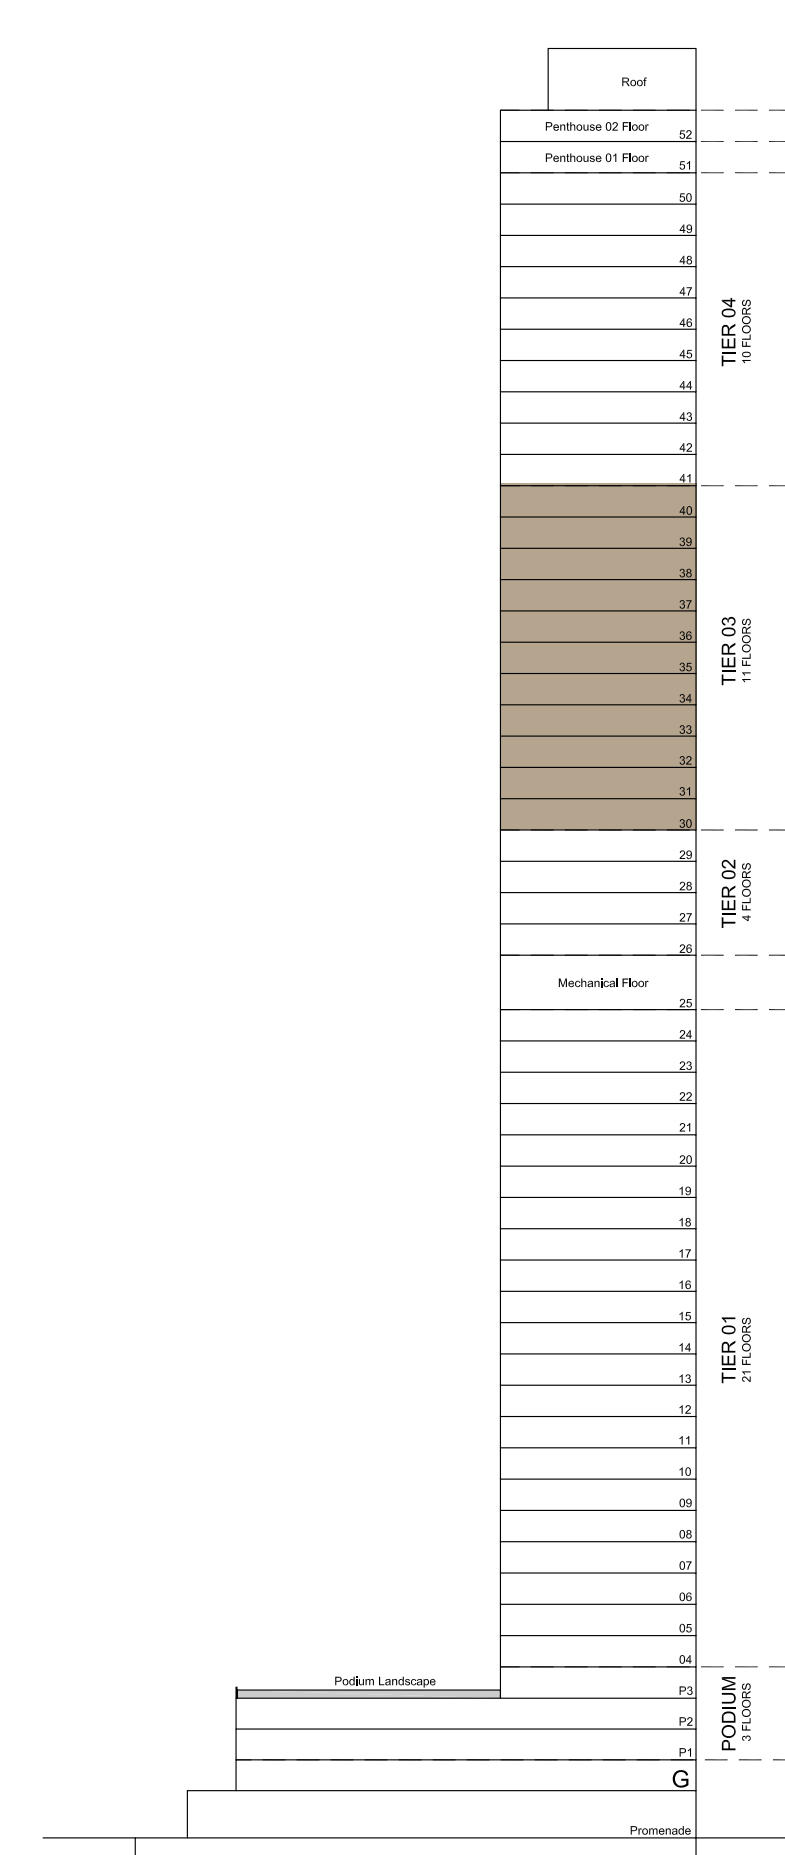 Roof
Penthouse 02 Floor 52
Penthouse 01 Floor 51
50
49
48
47
46
45
44
43
42
41
TIER 04
10 FLOORS
40
39
38
37
36
35
34
33
32
31
30
TIER 03
11 FLOORS
29
28
27
26
TIER 02
4 FLOORS
Mechanical Floor
25
24
23
22
21
20
19
18
17
16
15
14
13
12
11
10
09
08
07
06
05
04
TIER 01
21 FLOORS
Podium Landscape
P3
P2
P1
PODIUM
3 FLOORS
G
Promenade